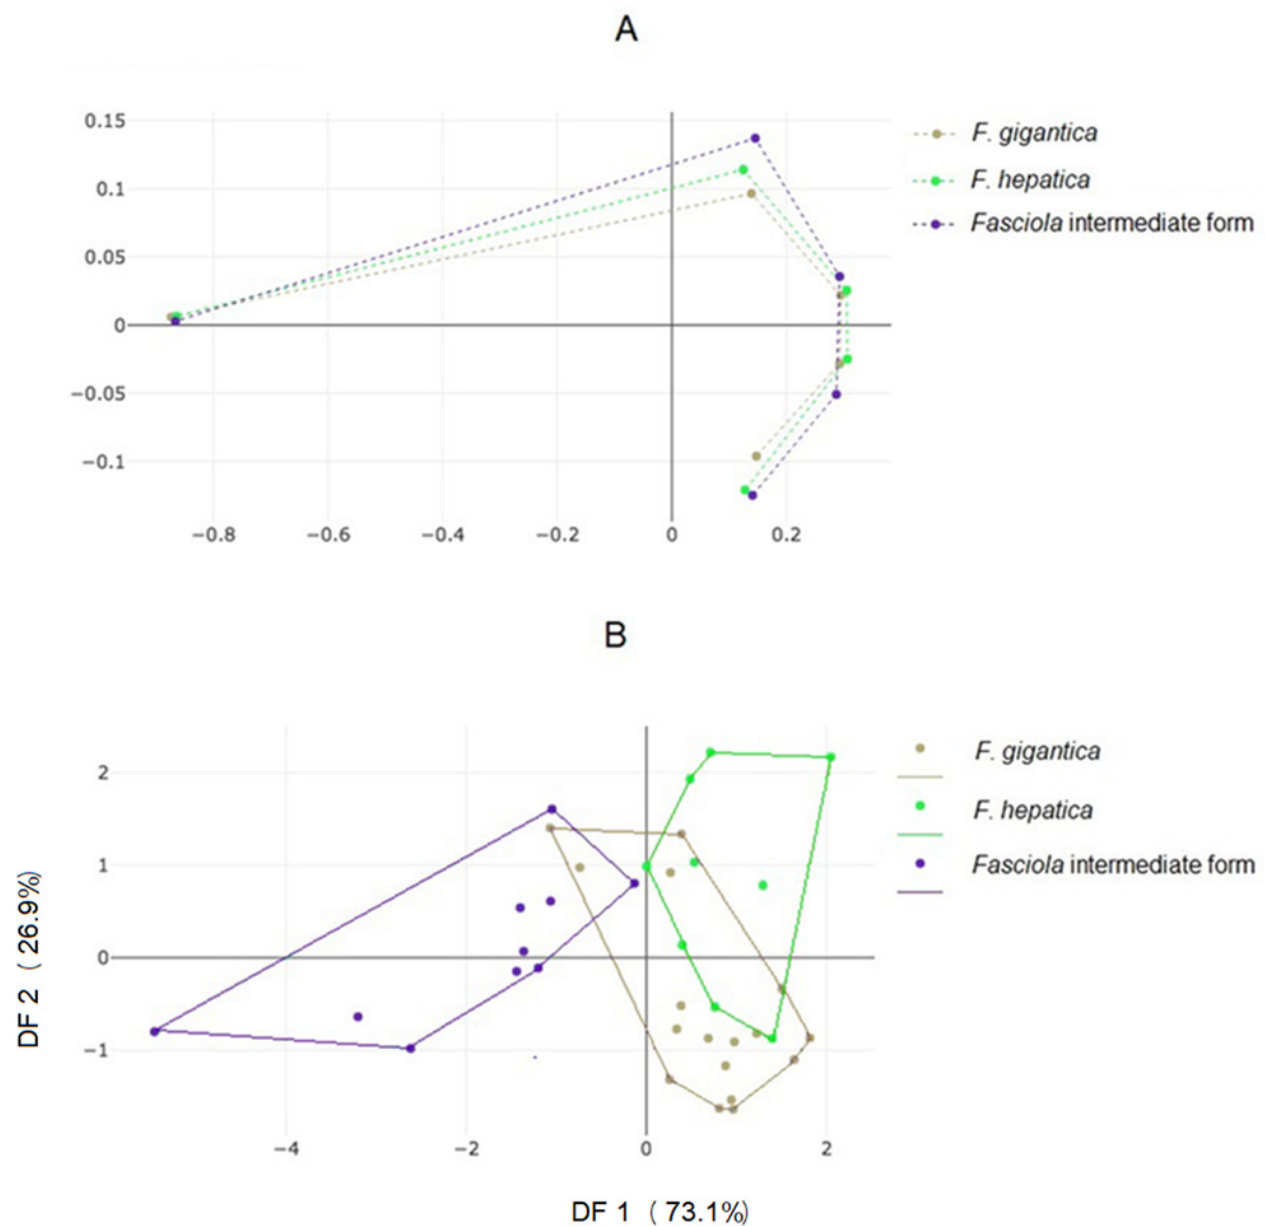 A
0.15
0.1
0.05
0
−0.05
−0.1
−0.8
−0.6
−0.4
−0.2
0
0.2
F. gigantica
F. hepatica
Fasciola intermediate form
B
2
1
0
−1
−4
−2
0
2
F. gigantica
F. hepatica
Fasciola intermediate form
DF 2 ( 26.9%)
DF 1 ( 73.1%)